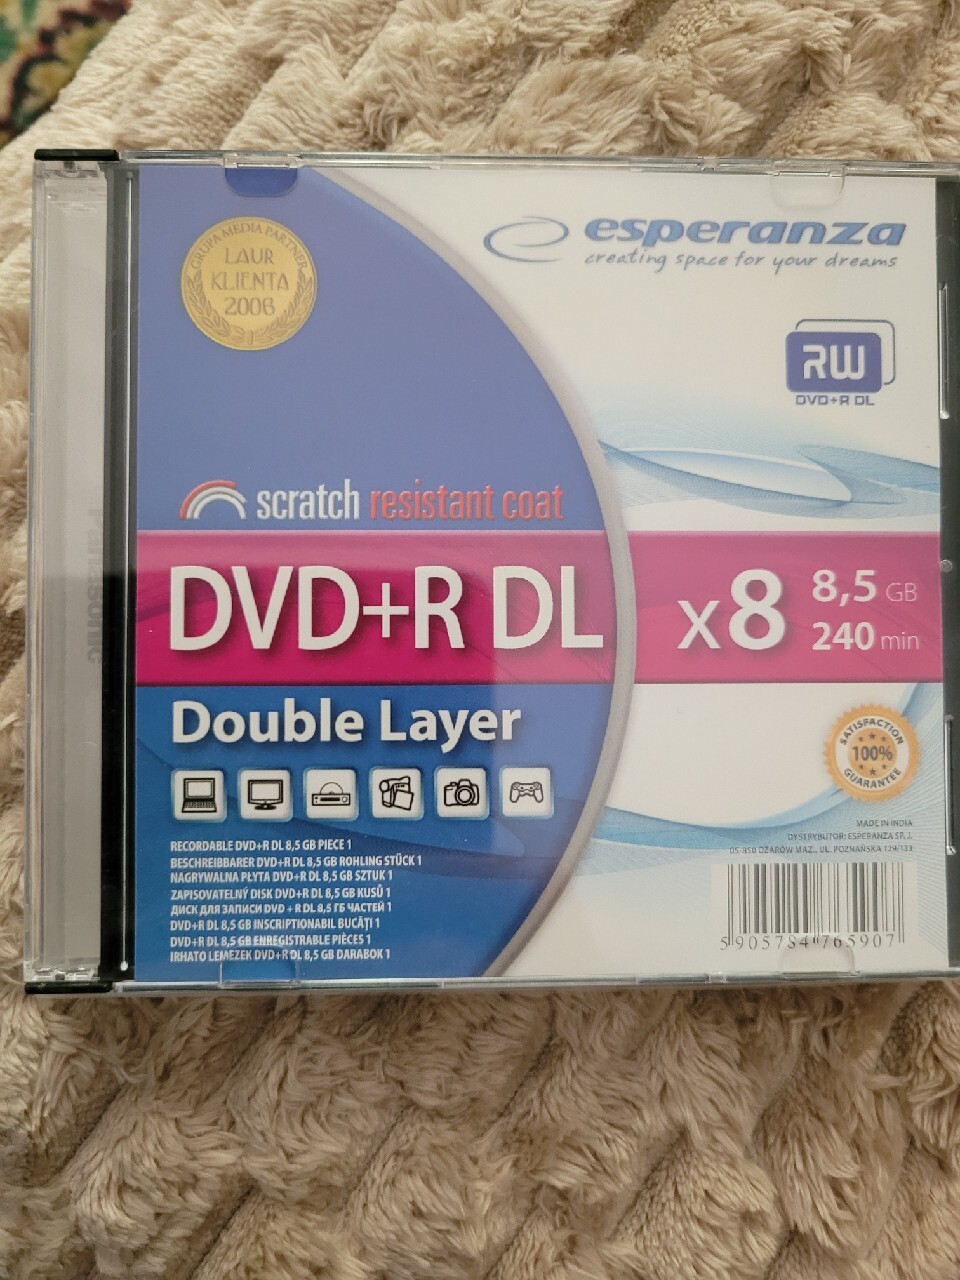 GRUPA MEDIA PARTNER
LAUR
KLIENTA
2006
esperanza
creating space for your dreams
RW
DVD+R DL
scratch resistant coat
DVD+R DL
x8
8,5 GB
240 min
Double Layer
SATISFACTION
100%
GUARANTEE
MADE IN INDIA
DYSTRYBUTOR: ESPERANZA SP. J.
05-850 OŻARÓW MAZ., UL. POZNAŃSKA 129/133
RECORDABLE DVD+R DL 8,5 GB PIECE 1
BESCHREIBBARER DVD+R DL 8,5 GB ROHLING STÜCK 1
NAGRYWALNA PŁYTA DVD+R DL 8,5 GB SZTUK 1
ZAPISOVATELNÝ DISK DVD+R DL 8,5 GB KUSŮ 1
ДИСК ДЛЯ ЗАПИСИ DVD + R DL 8,5 ГБ ЧАСТЕЙ 1
DVD+R DL 8,5 GB INSCRIPTIONABIL BUCĂȚI 1
DVD+R DL 8,5 GB ENREGISTRABLE PIÈCES 1
IRHATO LEMEZEK DVD+R DL 8,5 GB DARABOK 1
5 905784 765907
Panasonic